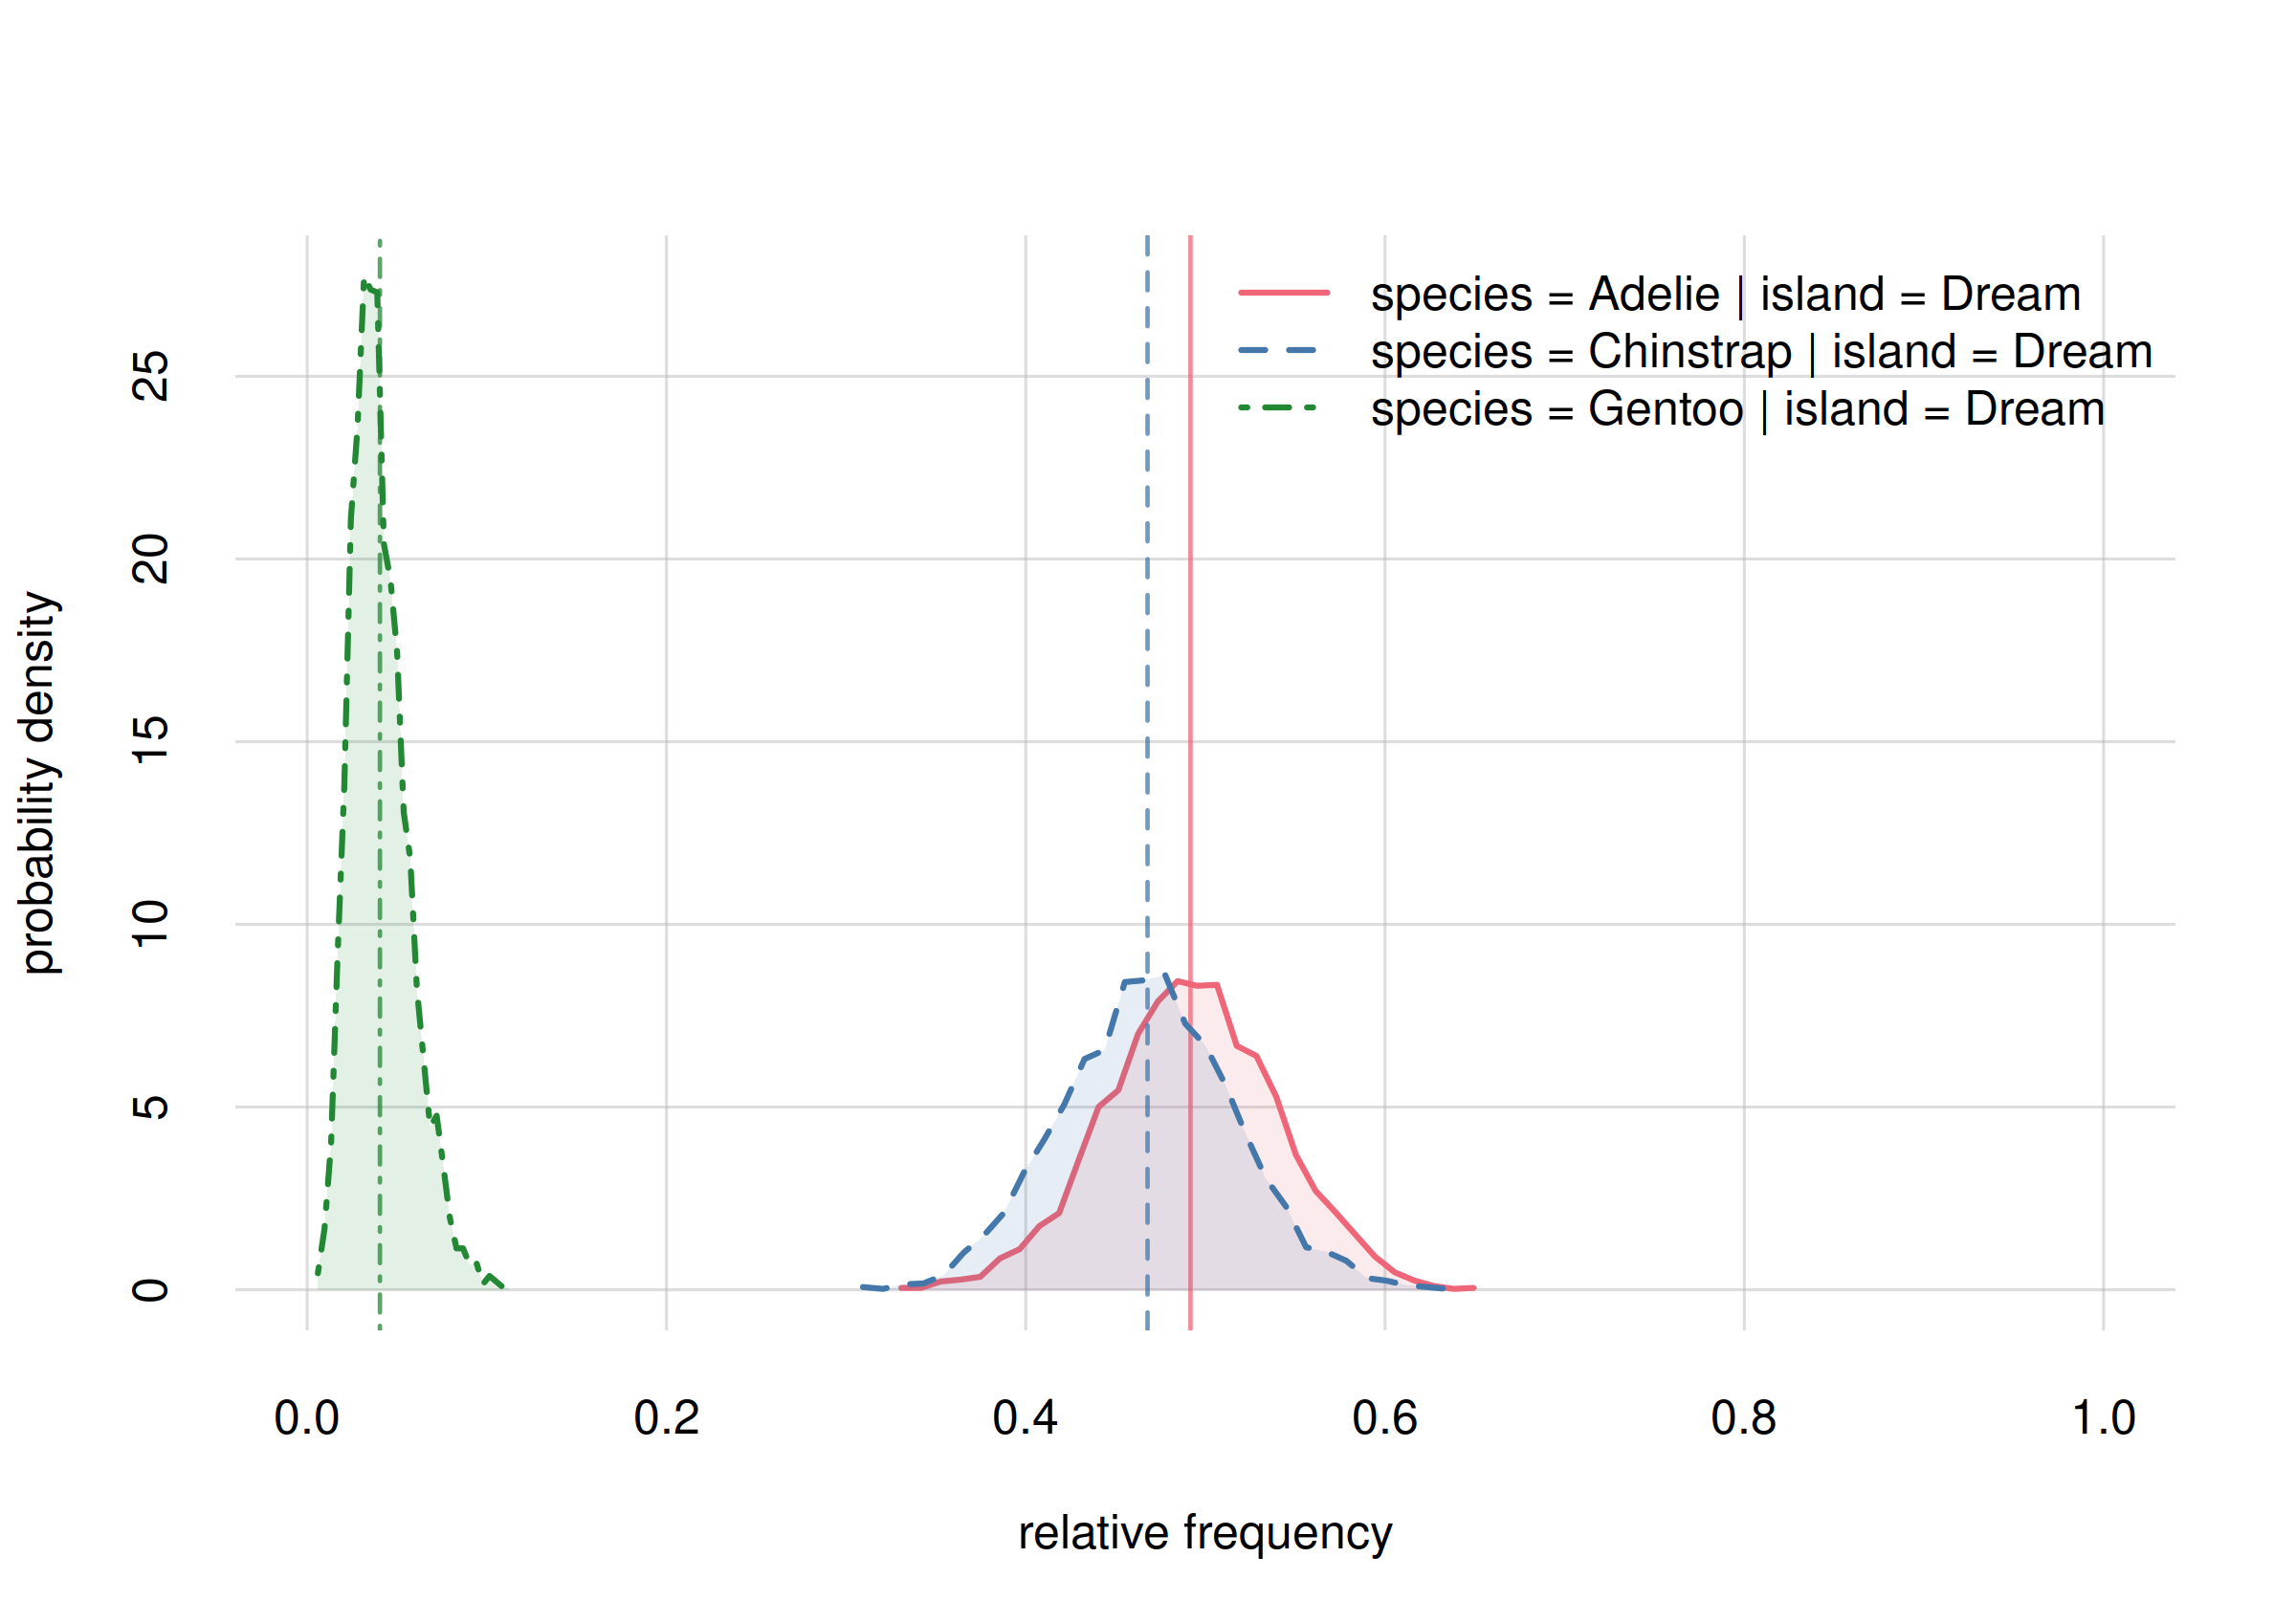 species = Adelie | island = Dream
species = Chinstrap | island = Dream
species = Gentoo | island = Dream
probability density
25
20
15
10
5
0
0.0 0.2 0.4 0.6 0.8 1.0
relative frequency